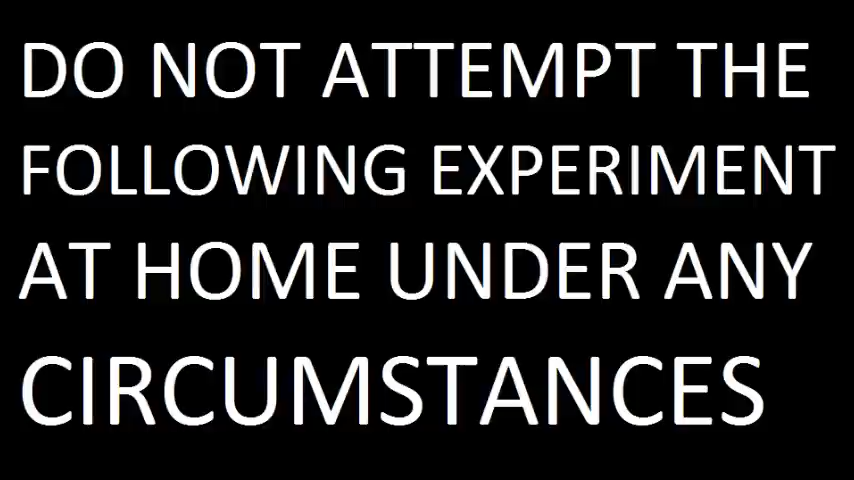 DO NOT ATTEMPT THE
FOLLOWING EXPERIMENT
AT HOME UNDER ANY
CIRCUMSTANCES